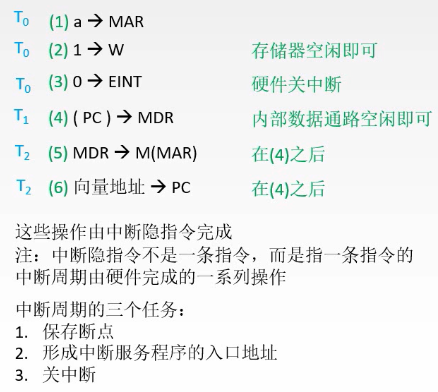 T0 (1) a → MAR
T0 (2) 1 → W 存储器空闲即可
T0 (3) 0 → EINT 硬件关中断
T1 (4) ( PC ) → MDR 内部数据通路空闲即可
T2 (5) MDR → M(MAR) 在(4)之后
T2 (6) 向量地址 → PC 在(4)之后
这些操作由中断隐指令完成
注：中断隐指令不是一条指令，而是指一条指令的
中断周期由硬件完成的一系列操作
中断周期的三个任务：
1. 保存断点
2. 形成中断服务程序的入口地址
3. 关中断